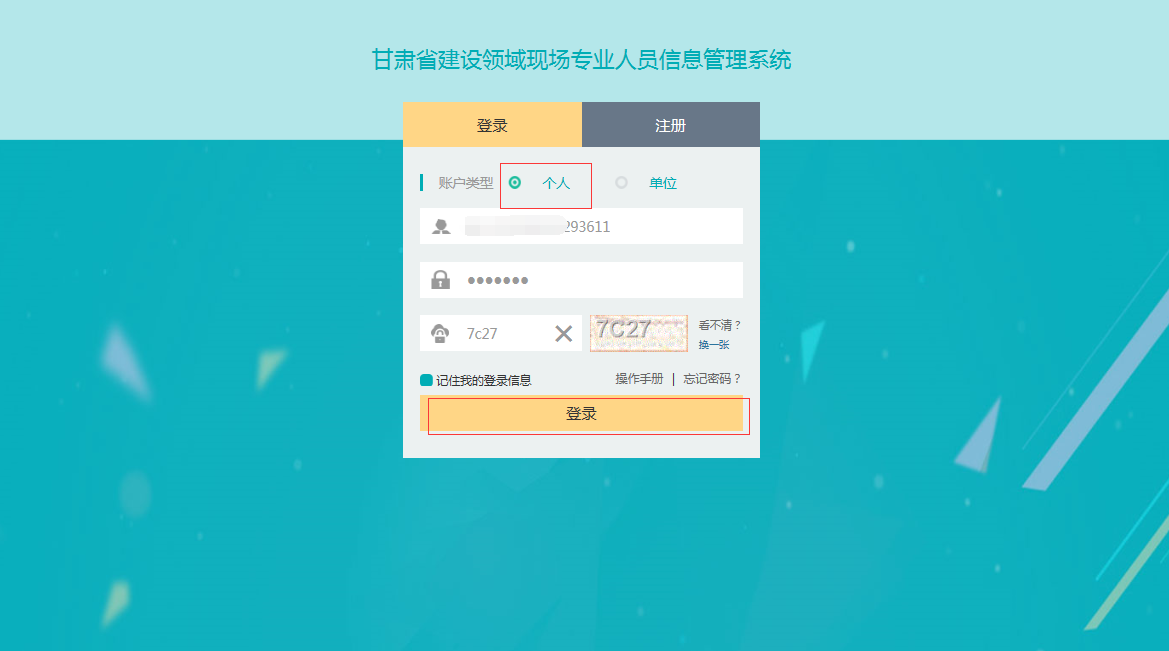 甘肃省建设领域现场专业人员信息管理系统
登录 注册
账户类型 个人 单位
293611
•••••••
7c27 7C27 看不清？
换一张
记住我的登录信息 操作手册 | 忘记密码？
登录